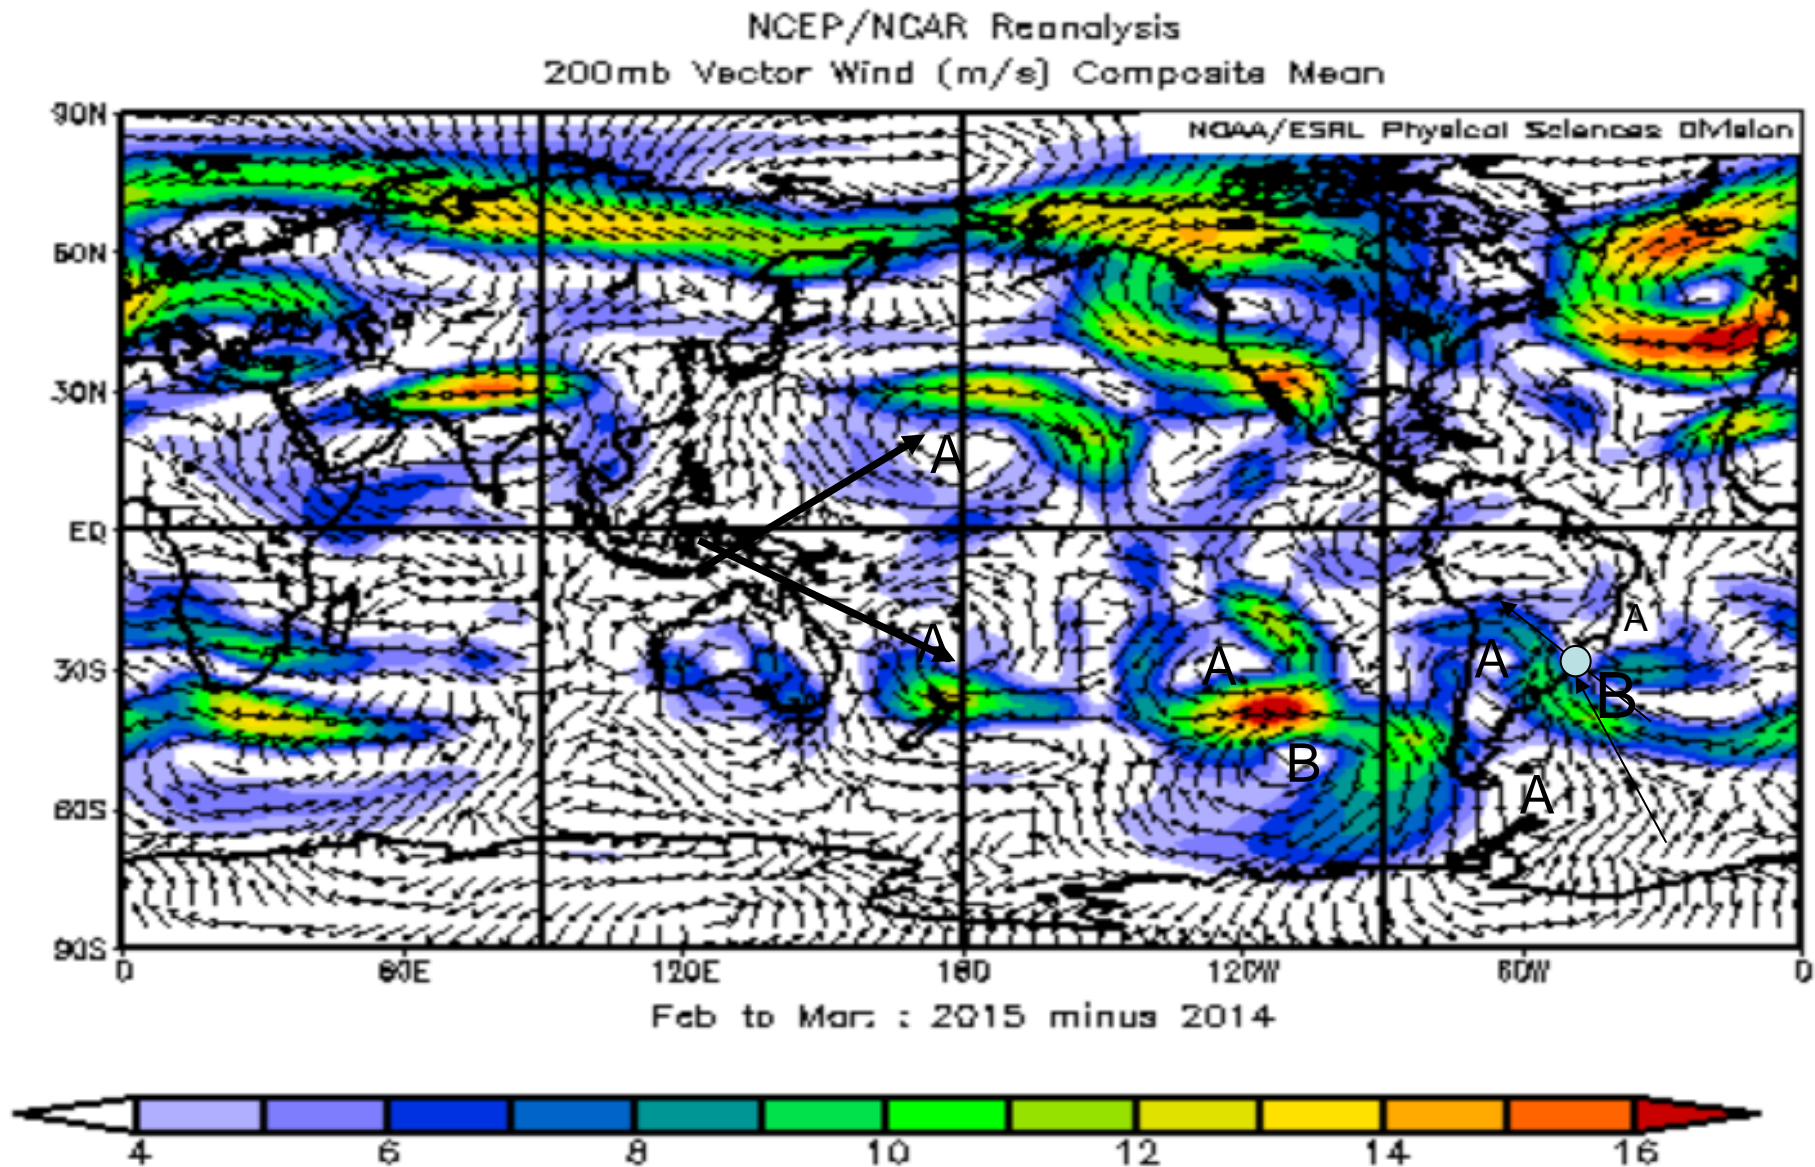 NCEP/NCAR Reanalysis
200mb Vector Wind (m/s) Composite Mean
NOAA/ESRL Physical Sciences Division
90N
60N
30N
EQ
30S
60S
90S
A
A
A
A
A
B
B
A
0 60E 120E 180 120W 60W 0
Feb to Mar: : 2015 minus 2014
4 6 8 10 12 14 16